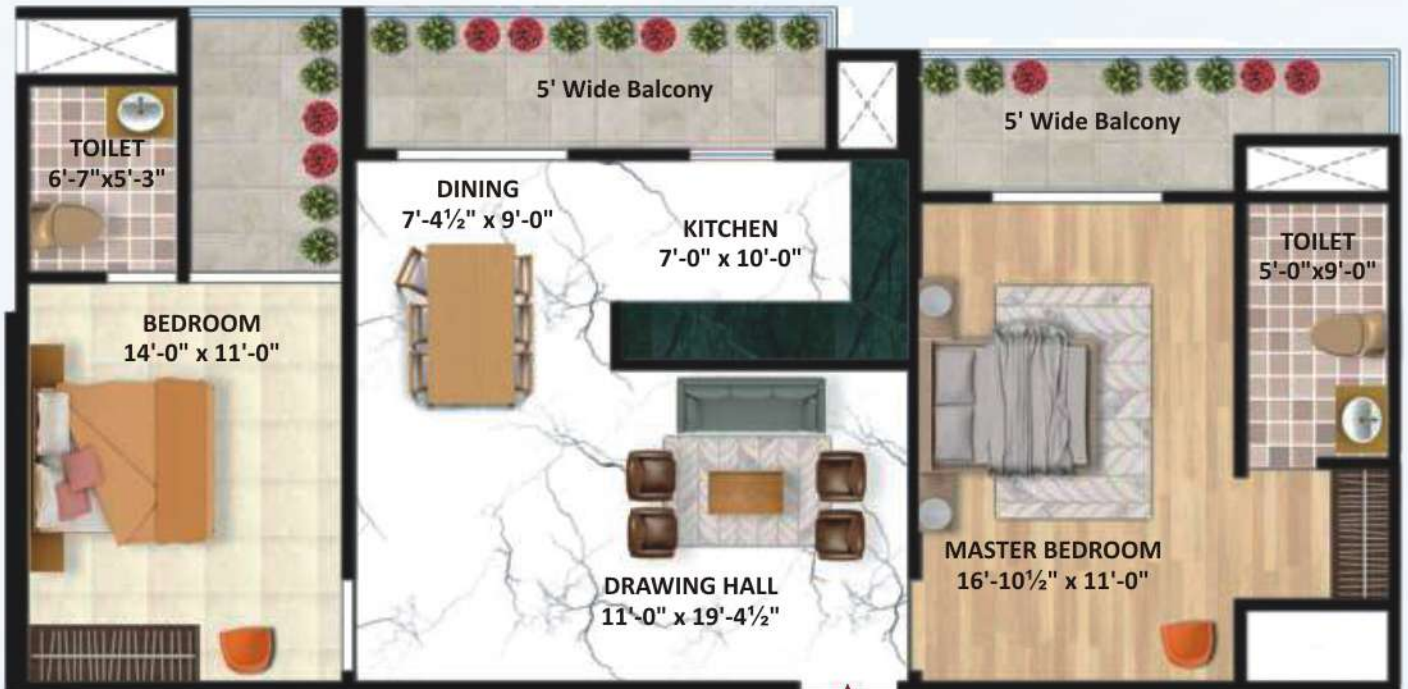 5' Wide Balcony
5' Wide Balcony
TOILET
6'-7"x5'-3"
DINING
7'-4½" x 9'-0"
KITCHEN
7'-0" x 10'-0"
TOILET
5'-0"x9'-0"
BEDROOM
14'-0" x 11'-0"
MASTER BEDROOM
16'-10½" x 11'-0"
DRAWING HALL
11'-0" x 19'-4½"